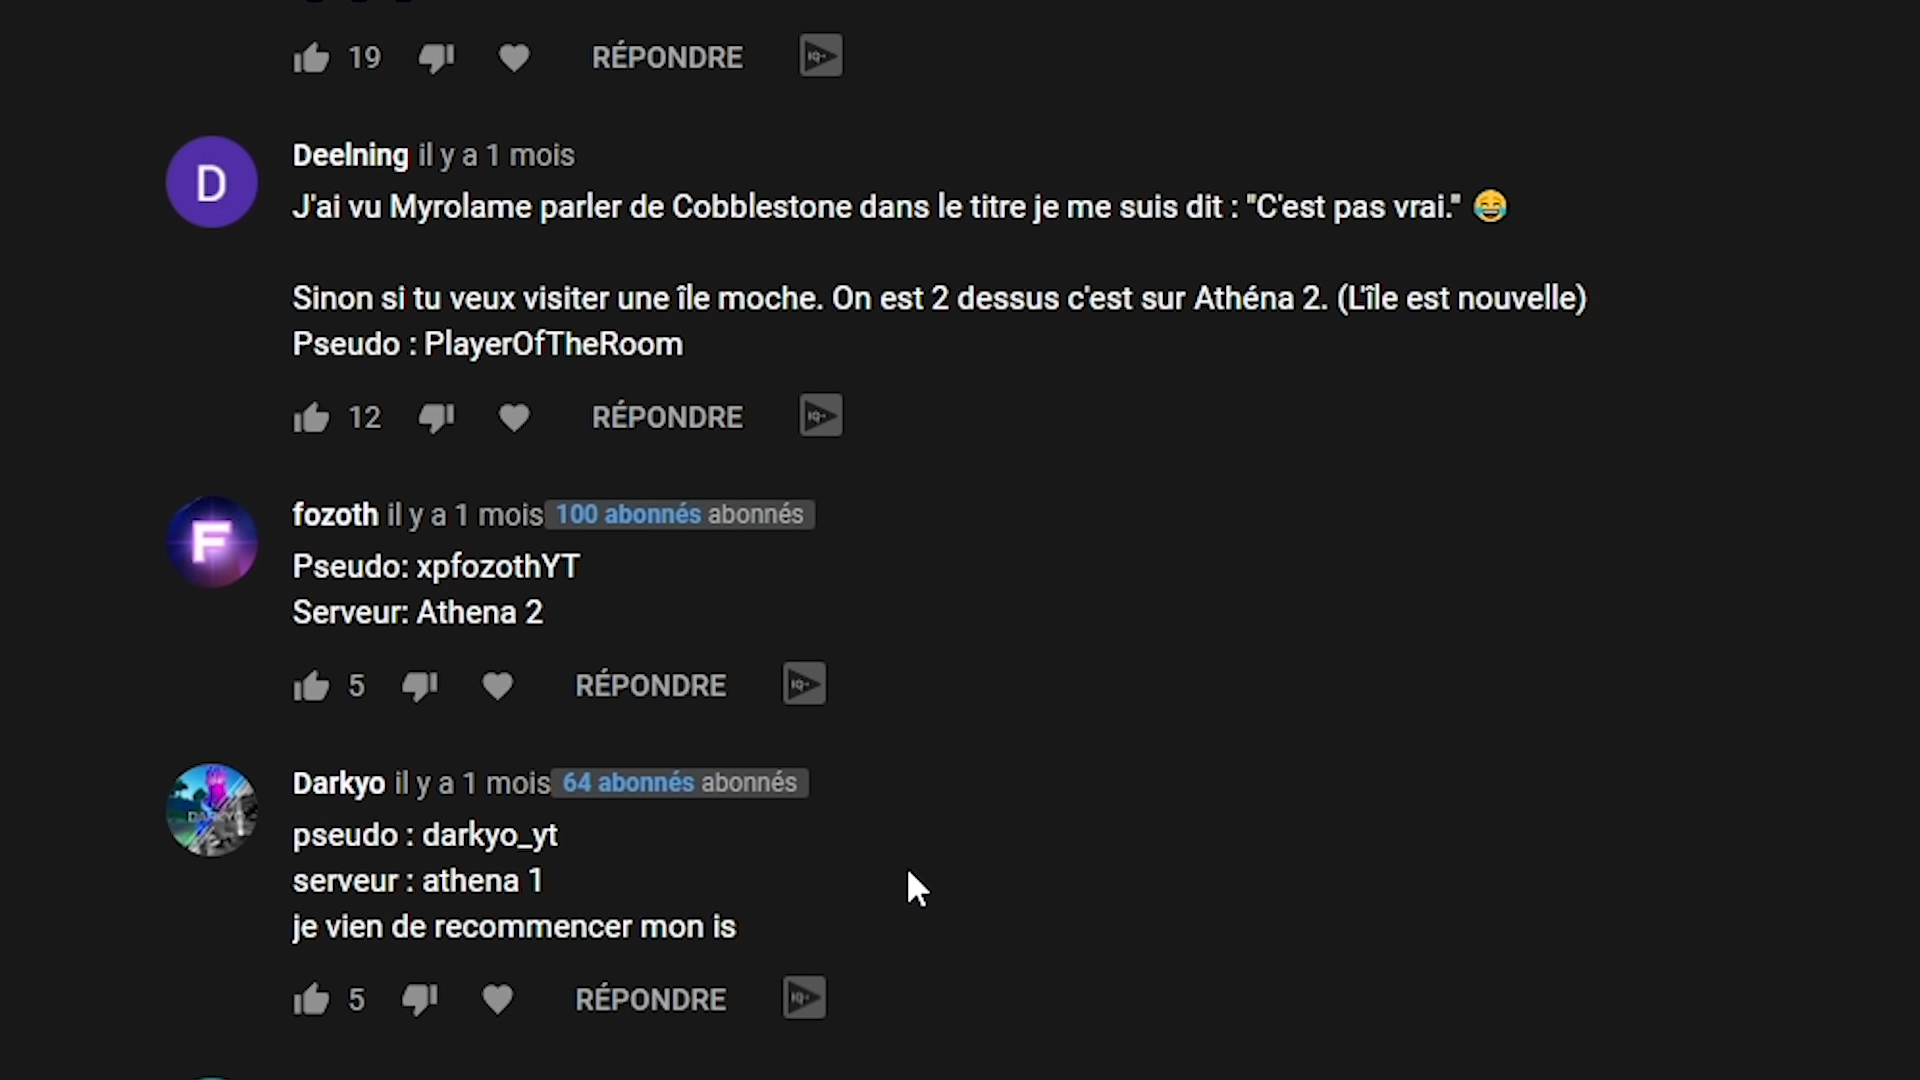 19 RÉPONDRE
D
Deelning il y a 1 mois
J'ai vu Myrolame parler de Cobblestone dans le titre je me suis dit : "C'est pas vrai." 😂
Sinon si tu veux visiter une île moche. On est 2 dessus c'est sur Athéna 2. (L'île est nouvelle)
Pseudo : PlayerOfTheRoom
12 RÉPONDRE
F
fozoth il y a 1 mois 100 abonnés abonnés
Pseudo: xpfozothYT
Serveur: Athena 2
5 RÉPONDRE
DARKYO
Darkyo il y a 1 mois 64 abonnés abonnés
pseudo : darkyo_yt
serveur : athena 1
je vien de recommencer mon is
5 RÉPONDRE